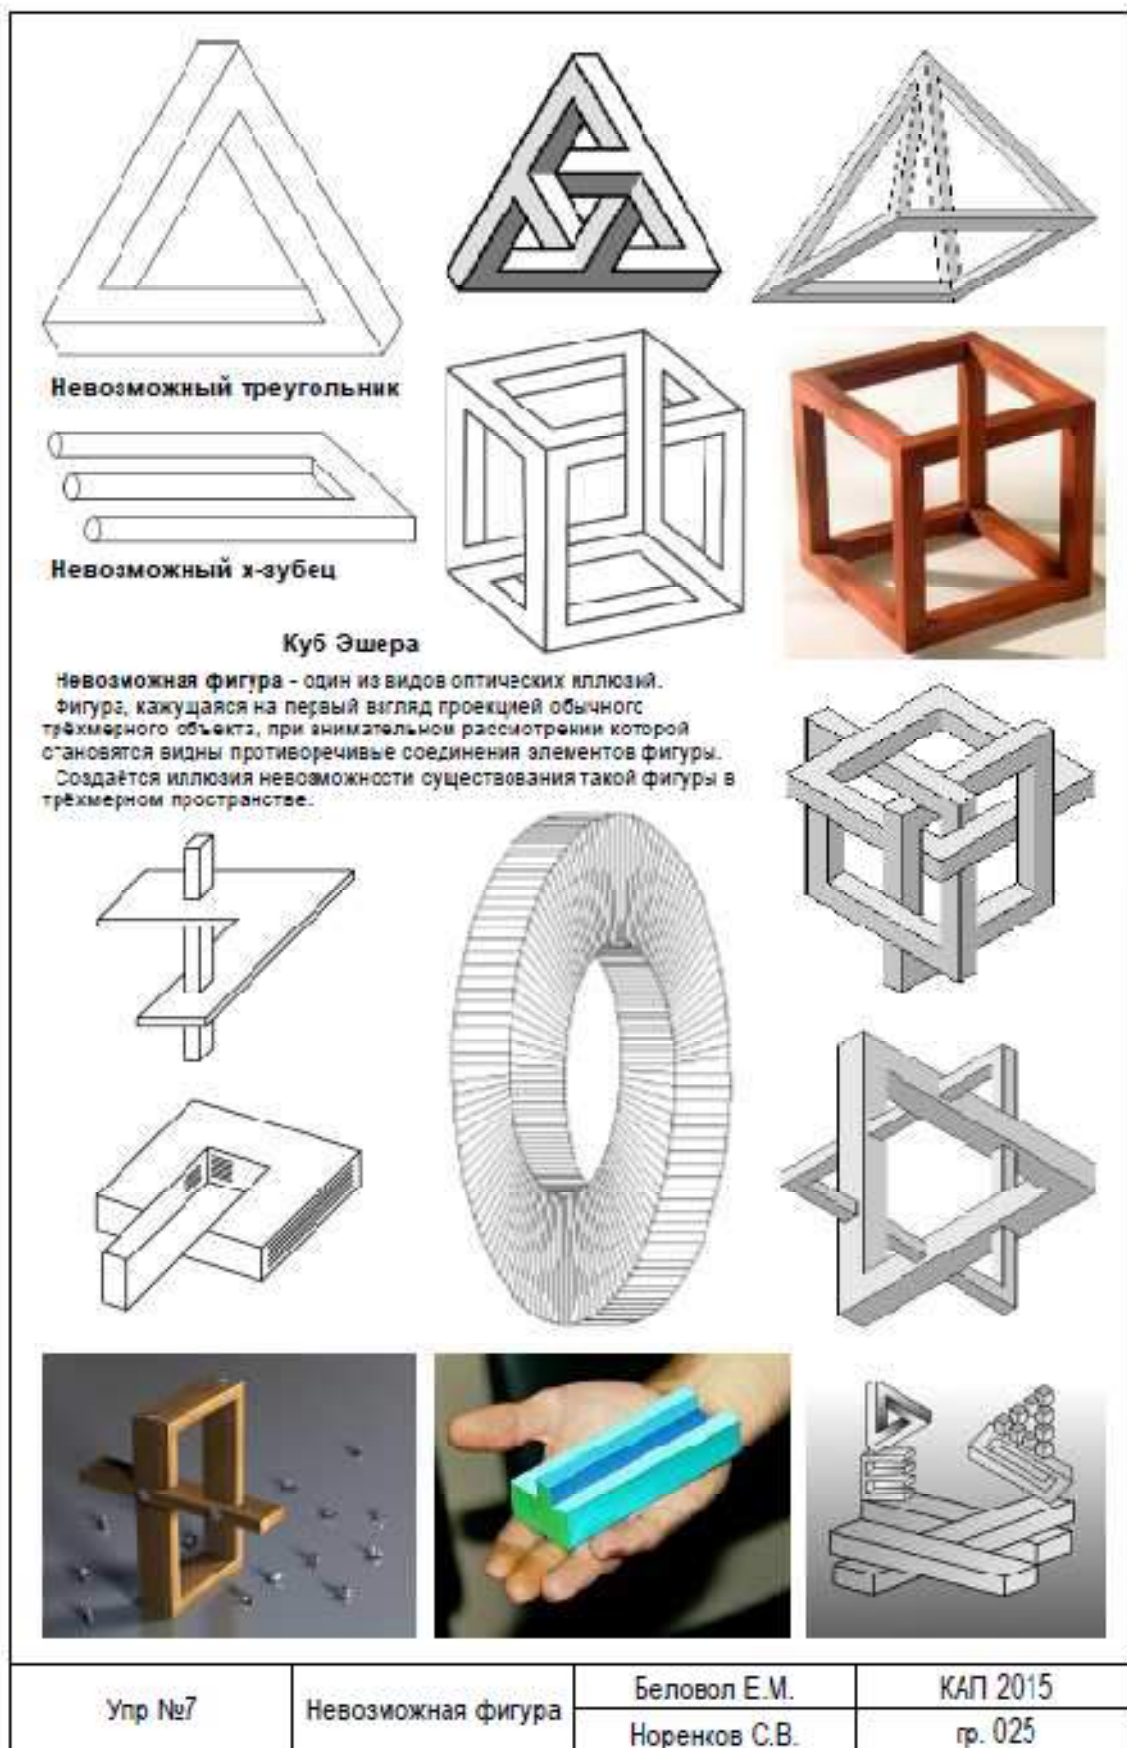 Невозможный треугольник
Невозможный х-зубец
Куб Эшера
Невозможная фигура - один из видов оптических иллюзий.
Фигура, кажущаяся на первый взгляд проекцией обычного
трёхмерного объекта, при внимательном рассмотрении которой
становятся видны противоречивые соединения элементов фигуры.
Создаётся иллюзия невозможности существования такой фигуры в
трёхмерном пространстве.
Упр №7
Невозможная фигура
Беловол Е.М.
Норенков С.В.
КАП 2015
гр. 025